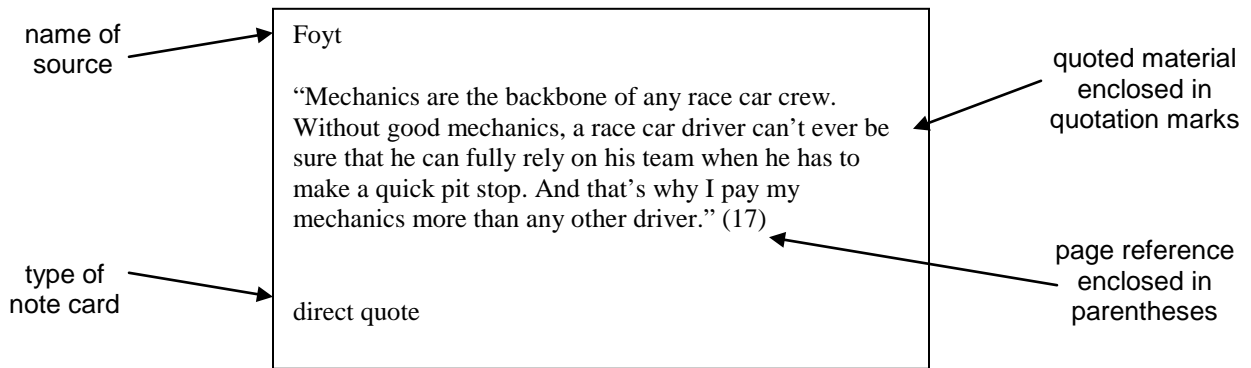 name of
source
Foyt
“Mechanics are the backbone of any race car crew.
Without good mechanics, a race car driver can’t ever be
sure that he can fully rely on his team when he has to
make a quick pit stop. And that’s why I pay my
mechanics more than any other driver.” (17)
quoted material
enclosed in
quotation marks
type of
note card
direct quote
page reference
enclosed in
parentheses